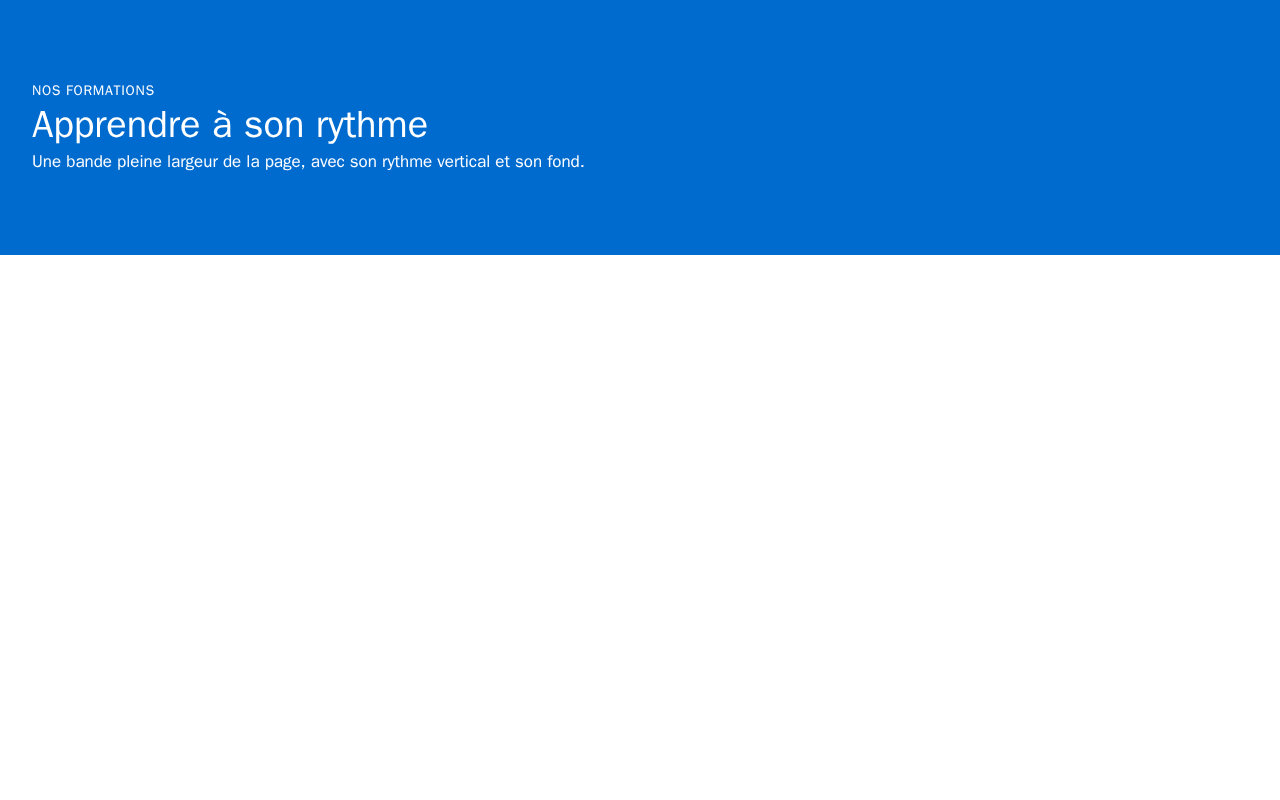 NOS FORMATIONS
Apprendre à son rythme
Une bande pleine largeur de la page, avec son rythme vertical et son fond.